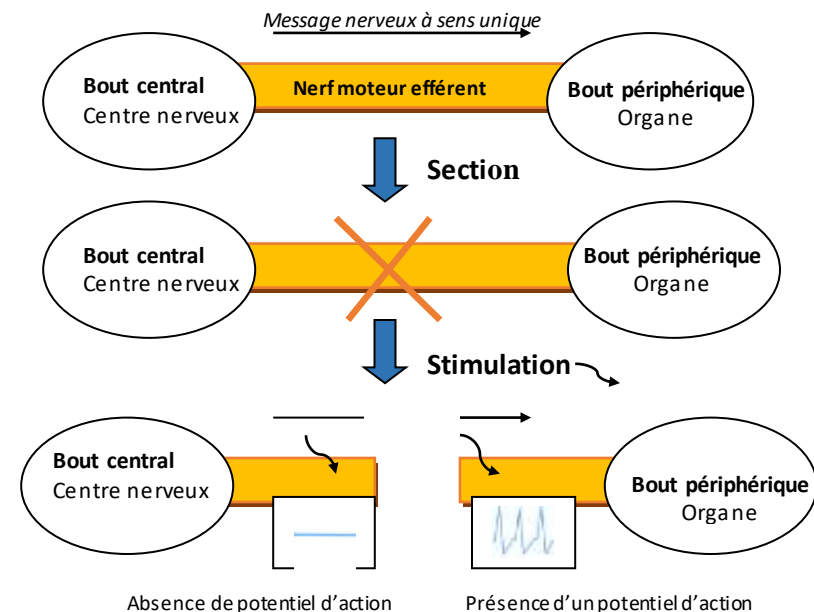 Message nerveux à sens unique
Bout central
Centre nerveux
Nerf moteur efférent
Bout périphérique
Organe
Section
Bout central
Centre nerveux
Bout périphérique
Organe
Stimulation
Bout central
Centre nerveux
Bout périphérique
Organe
Absence de potentiel d'action
Présence d'un potentiel d'action